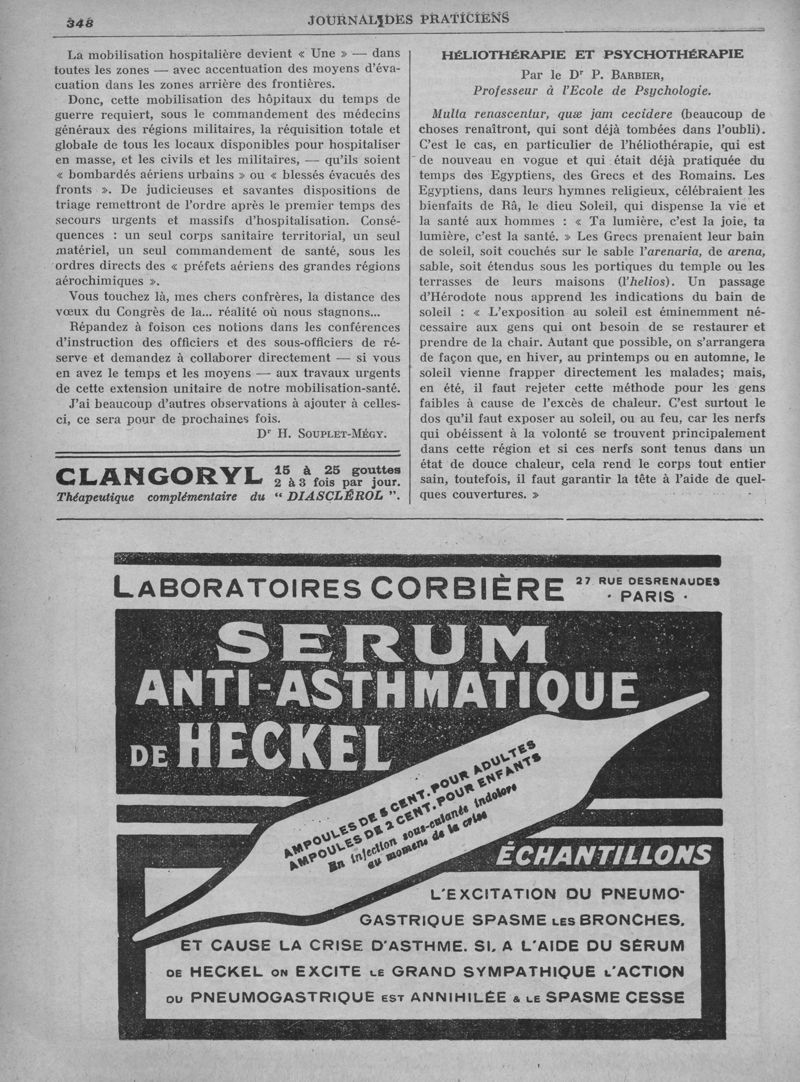 348
JOURNAL DES PRATICIENS
La mobilisation hospitalière devient « Une » — dans
toutes les zones — avec accentuation des moyens d'éva-
cuation dans les zones arrière des frontières.
Donc, cette mobilisation des hôpitaux du temps de
guerre requiert, sous le commandement des médecins
généraux des régions militaires, la réquisition totale et
globale de tous les locaux disponibles pour hospitaliser
en masse, et les civils et les militaires, — qu'ils soient
« bombardés aériens urbains » ou « blessés évacués des
fronts ». De judicieuses et savantes dispositions de
triage remettront de l'ordre après le premier temps des
secours urgents et massifs d'hospitalisation. Consé-
quences : un seul corps sanitaire territorial, un seul
matériel, un seul commandement de santé, sous les
ordres directs des « préfets aériens des grandes régions
aérochimiques ».
Vous touchez là, mes chers confrères, la distance des
vœux du Congrès de la... réalité où nous stagnons...
Répandez à foison ces notions dans les conférences
d'instruction des officiers et des sous-officiers de ré-
serve et demandez à collaborer directement — si vous
en avez le temps et les moyens — aux travaux urgents
de cette extension unitaire de notre mobilisation-santé.
J'ai beaucoup d'autres observations à ajouter à celles-
ci, ce sera pour de prochaines fois.
Dr H. SOUPLET-MÉGY.
CLANGORYL 15 à 25 gouttes
2 à 3 fois par jour.
Théapeutique complémentaire du " DIASCLÉROL ".
HÉLIOTHÉRAPIE ET PSYCHOTHÉRAPIE
Par le Dr P. BARBIER,
Professeur à l'Ecole de Psychologie.
Multa renascentur, quæ jam cecidere (beaucoup de
choses renaîtront, qui sont déjà tombées dans l'oubli).
C'est le cas, en particulier de l'héliothérapie, qui est
de nouveau en vogue et qui était déjà pratiquée du
temps des Egyptiens, des Grecs et des Romains. Les
Egyptiens, dans leurs hymnes religieux, célébraient les
bienfaits de Râ, le dieu Soleil, qui dispense la vie et
la santé aux hommes : « Ta lumière, c'est la joie, ta
lumière, c'est la santé. » Les Grecs prenaient leur bain
de soleil, soit couchés sur le sable l'arenaria, de arena,
sable, soit étendus sous les portiques du temple ou les
terrasses de leurs maisons (l'helios). Un passage
d'Hérodote nous apprend les indications du bain de
soleil : « L'exposition au soleil est éminemment né-
cessaire aux gens qui ont besoin de se restaurer et
prendre de la chair. Autant que possible, on s'arrangera
de façon que, en hiver, au printemps ou en automne, le
soleil vienne frapper directement les malades; mais,
en été, il faut rejeter cette méthode pour les gens
faibles à cause de l'excès de chaleur. C'est surtout le
dos qu'il faut exposer au soleil, ou au feu, car les nerfs
qui obéissent à la volonté se trouvent principalement
dans cette région et si ces nerfs sont tenus dans un
état de douce chaleur, cela rend le corps tout entier
sain, toutefois, il faut garantir la tête à l'aide de quel-
ques couvertures. »
LABORATOIRES CORBIÈRE 27 RUE DESRENAUDES
· PARIS ·
SERUM
ANTI-ASTHMATIQUE
DE HECKEL
AMPOULES DE 5 CENT. POUR ADULTES
AMPOULES DE 2 CENT. POUR ENFANTS
En injection sous-cutanée indolore
au moment de la crise
ÉCHANTILLONS
L'EXCITATION DU PNEUMO-
GASTRIQUE SPASME LES BRONCHES,
ET CAUSE LA CRISE D'ASTHME. SI, A L'AIDE DU SÉRUM
DE HECKEL ON EXCITE LE GRAND SYMPATHIQUE L'ACTION
DU PNEUMOGASTRIQUE EST ANNIHILÉE & LE SPASME CESSE